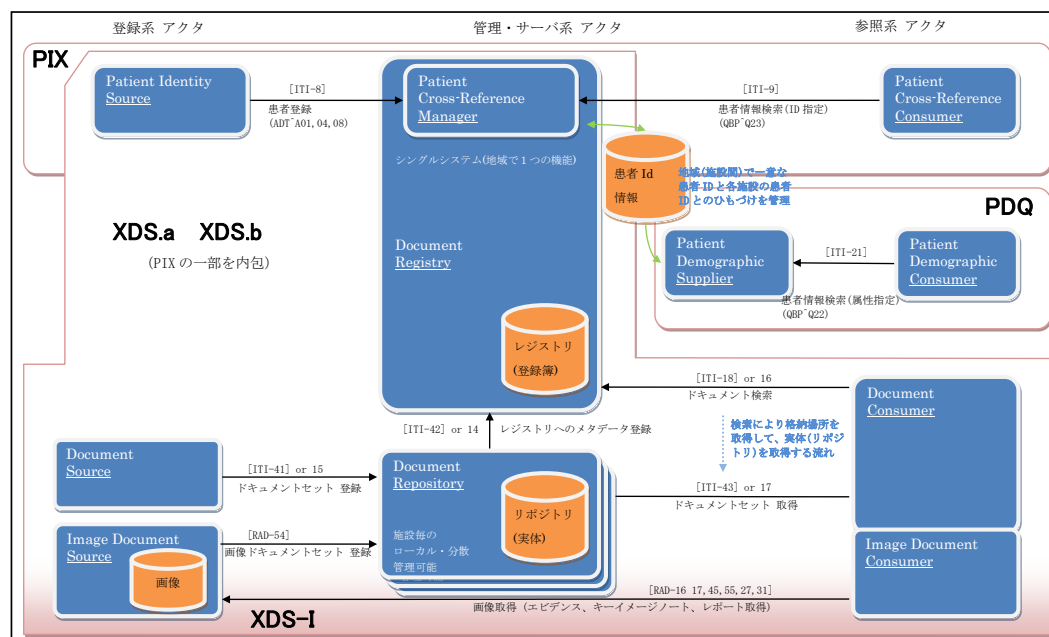 登録系 アクタ
管理・サーバ系 アクタ
参照系 アクタ
PIX
Patient Identity
Source
[ITI-8]
患者登録
(ADT^A01,04,08)
Patient
Cross-Reference
Manager
シングルシステム(地域で１つの機能)
[ITI-9]
患者情報検索(ID 指定)
(QBP^Q23)
Patient
Cross-Reference
Consumer
患者 Id
情報
地域(施設間)で一意な
患者 ID と各施設の患者
ID とのひもづけを管理
PDQ
XDS.a XDS.b
(PIX の一部を内包)
Document
Registry
Patient
Demographic
Supplier
[ITI-21]
Patient
Demographic
Consumer
患者情報検索(属性指定)
(QBP^Q22)
レジストリ
(登録簿)
[ITI-18] or 16
ドキュメント検索
Document
Consumer
[ITI-42] or 14
レジストリへのメタデータ登録
検索により格納場所を
取得して、実体(リポジ
トリ)を取得する流れ
Document
Source
[ITI-41] or 15
ドキュメントセット 登録
Document
Repository
リポジトリ
(実体)
施設毎の
ローカル・分散
管理可能
[ITI-43] or 17
ドキュメントセット 取得
Image Document
Source
画像
[RAD-54]
画像ドキュメントセット 登録
Image Document
Consumer
[RAD-16 17,45,55,27,31]
画像取得 (エビデンス、キーイメージノート、レポート取得)
XDS-I